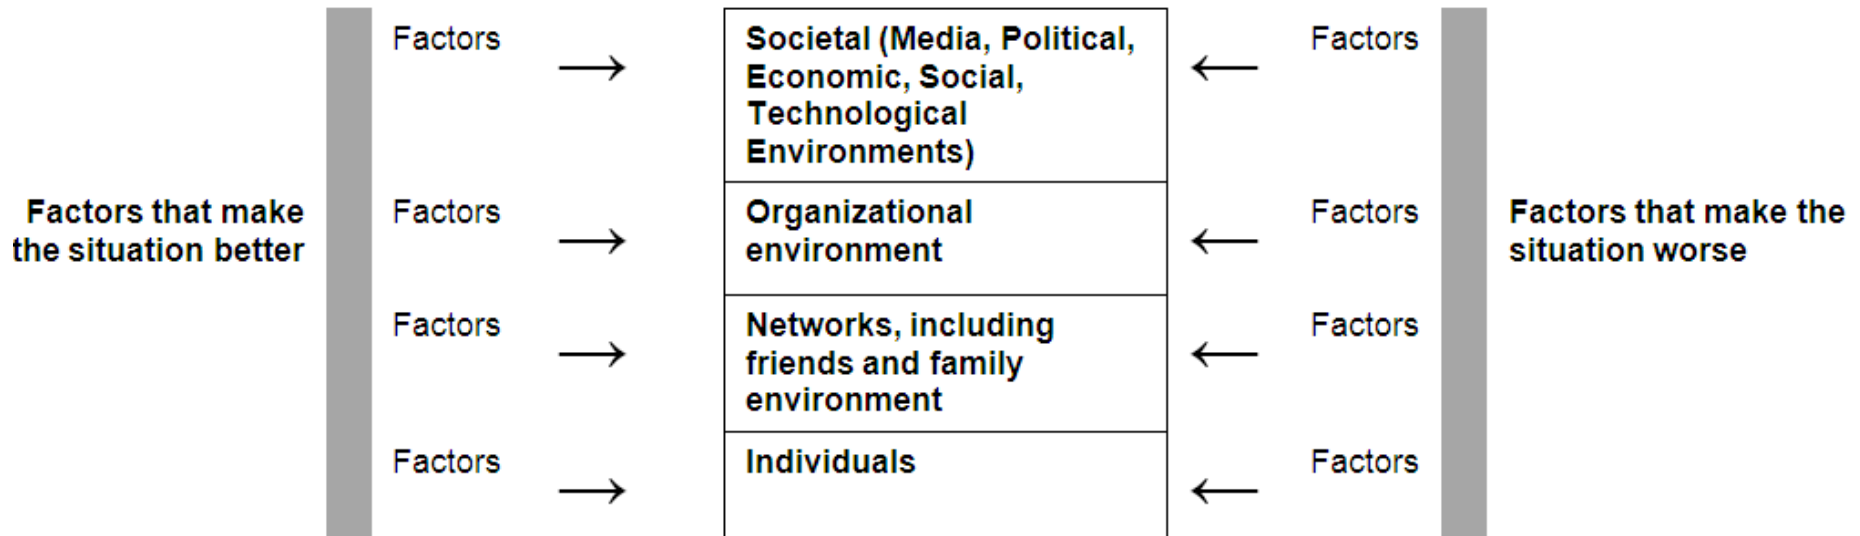 Factors
Societal (Media, Political,
Economic, Social,
Technological
Environments)
Factors
Factors that make
the situation better
Factors
Organizational
environment
Factors
Factors that make the
situation worse
Factors
Networks, including
friends and family
environment
Factors
Factors
Individuals
Factors